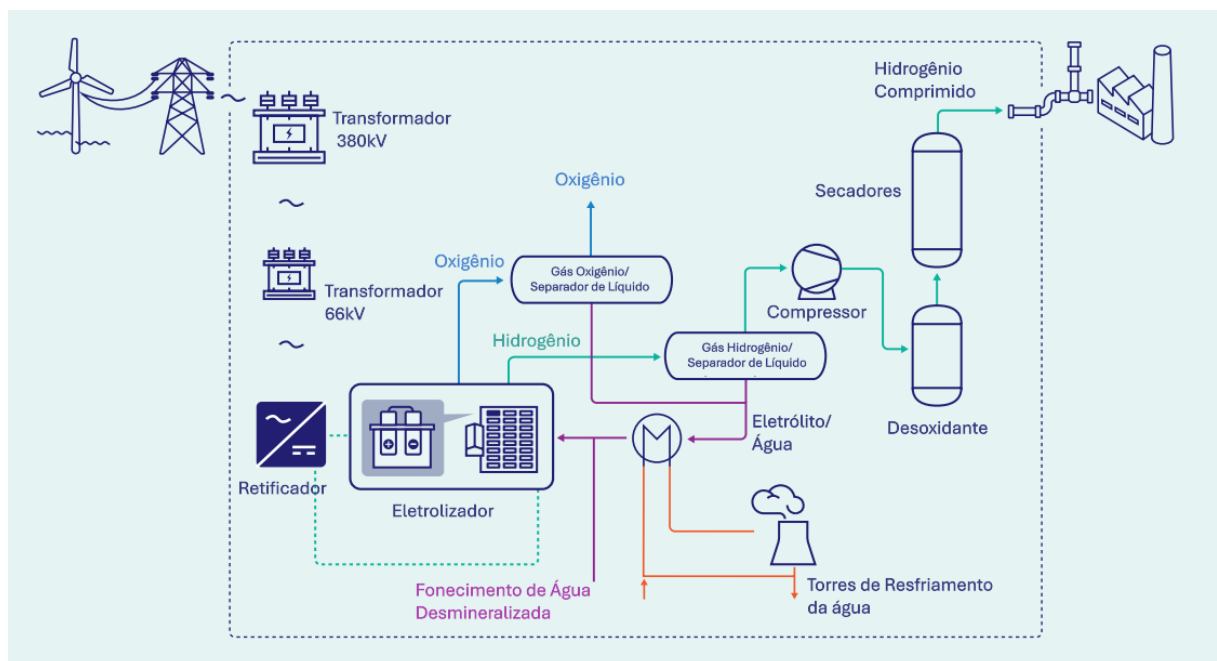 Hidrogênio
Comprimido
Transformador
380kV
Oxigênio
Secadores
Oxigênio
Gás Oxigênio/
Separador de Líquido
Transformador
66kV
Compressor
Hidrogênio
Gás Hidrogênio/
Separador de Líquido
Eletrólito/
Água
Desoxidante
Retificador
Eletrolizador
Fonecimento de Água
Desmineralizada
Torres de Resfriamento
da água